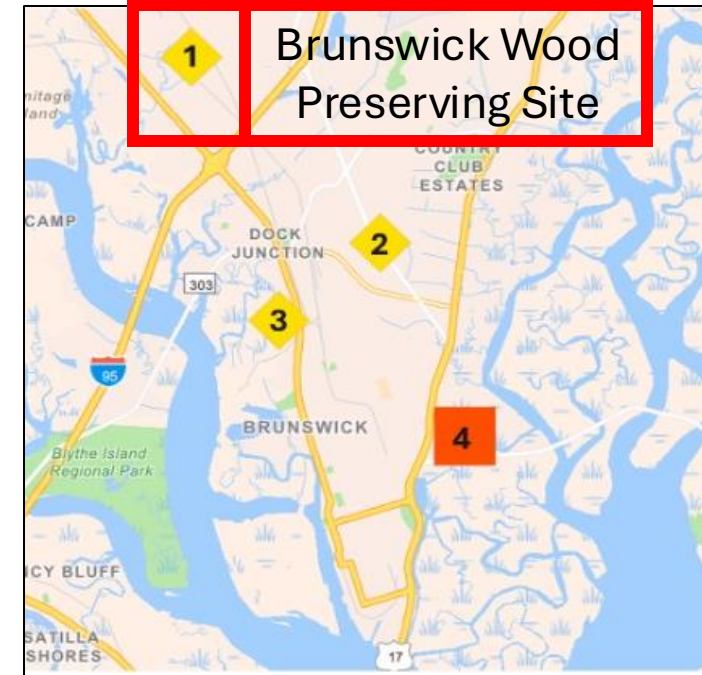 1
Brunswick Wood
Preserving Site
mitage
land
COUNTRY
CLUB
ESTATES
CAMP
DOCK
JUNCTION
2
303
3
95
BRUNSWICK
4
Blythe Island
Regional Park
ICY BLUFF
SATILLA
SHORES
17